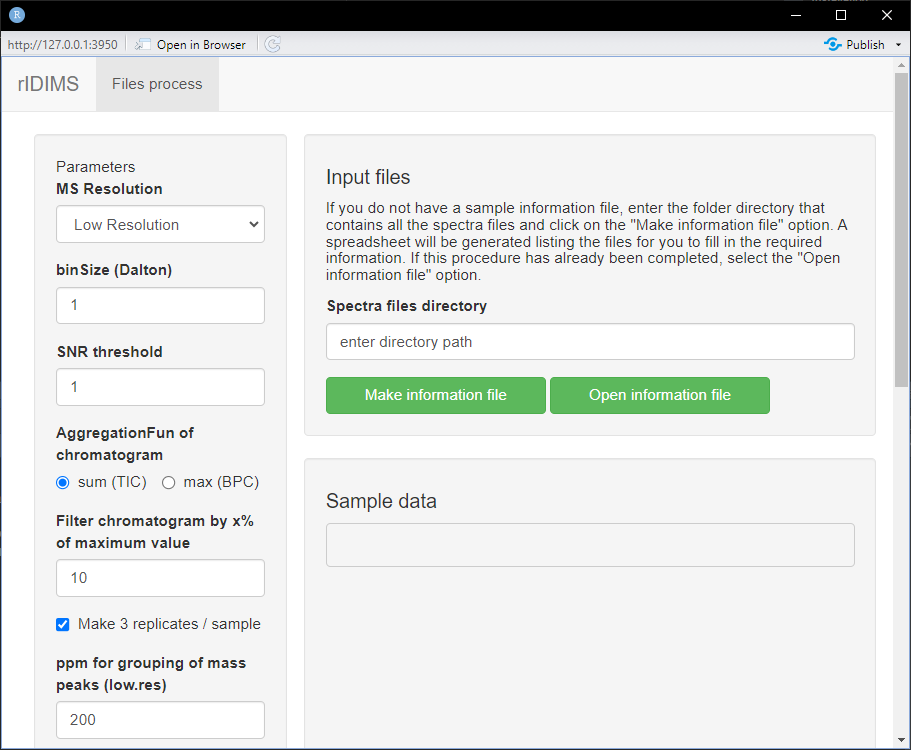 R
http://127.0.0.1:3950 Open in Browser Publish
rIDIMS Files process
Parameters
MS Resolution
Low Resolution
binSize (Dalton)
1
SNR threshold
1
AggregationFun of
chromatogram
sum (TIC) max (BPC)
Filter chromatogram by x%
of maximum value
10
Make 3 replicates / sample
ppm for grouping of mass
peaks (low.res)
200
Input files
If you do not have a sample information file, enter the folder directory that
contains all the spectra files and click on the "Make information file" option. A
spreadsheet will be generated listing the files for you to fill in the required
information. If this procedure has already been completed, select the "Open
information file" option.
Spectra files directory
enter directory path
Make information file Open information file
Sample data